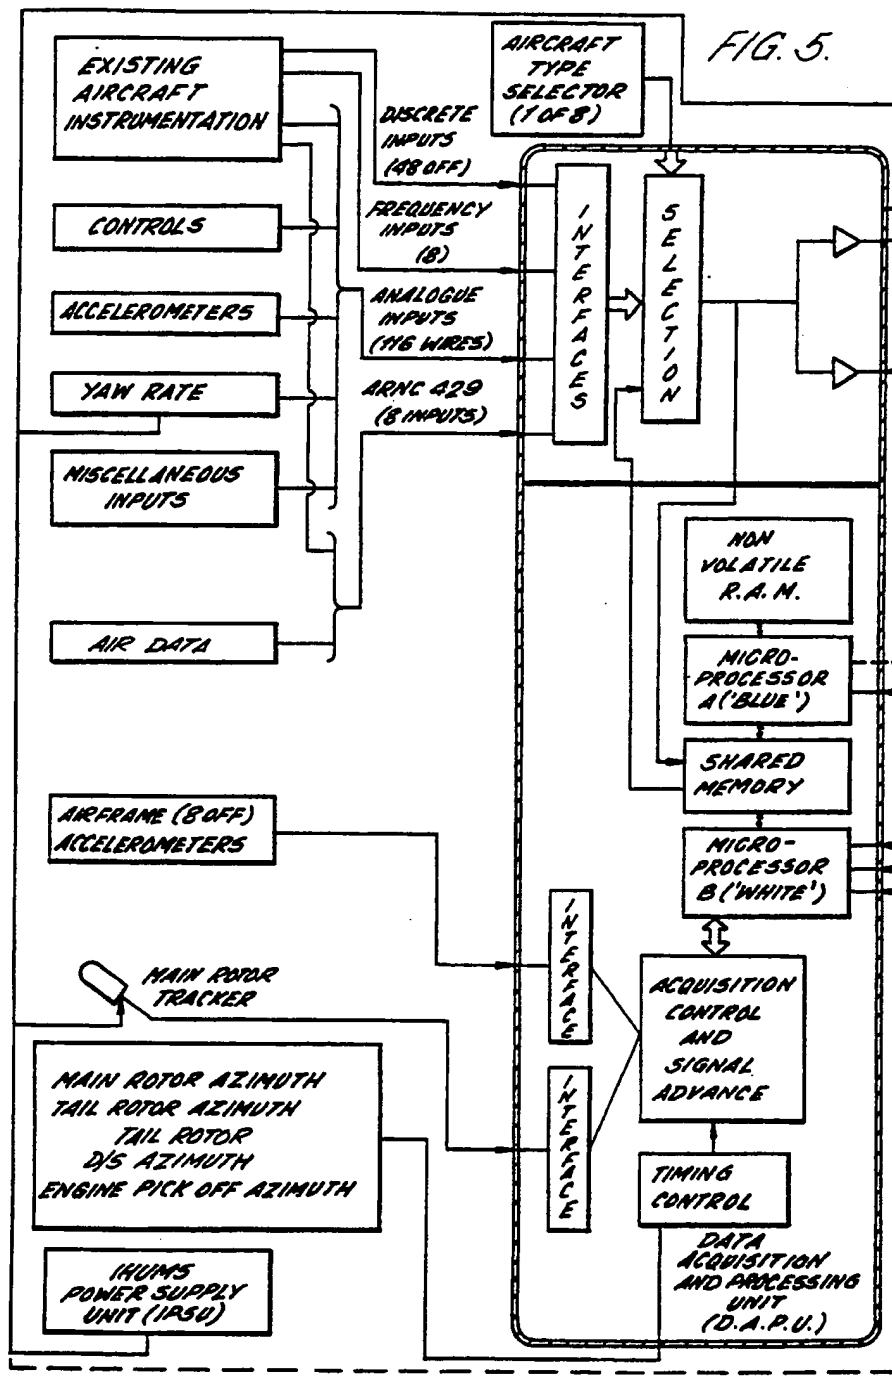 FIG. 5.
EXISTING
AIRCRAFT
INSTRUMENTATION
AIRCRAFT
TYPE
SELECTOR
(1 OF 8)
DISCRETE
INPUTS
(48 OFF)
CONTROLS
FREQUENCY
INPUTS
(8)
ACCELEROMETERS
ANALOGUE
INPUTS
(116 WIRES)
YAW RATE
ARNC 429
(8 INPUTS)
MISCELLANEOUS
INPUTS
AIR DATA
INTERFACES
SELECTION
NON
VOLATILE
R.A.M.
MICRO-
PROCESSOR
A ('BLUE')
SHARED
MEMORY
MICRO-
PROCESSOR
B ('WHITE')
AIRFRAME (8 OFF)
ACCELEROMETERS
INTERFACE
ACQUISITION
CONTROL
AND
SIGNAL
ADVANCE
MAIN ROTOR
TRACKER
INTERFACE
MAIN ROTOR AZIMUTH
TAIL ROTOR AZIMUTH
TAIL ROTOR
D/S AZIMUTH
ENGINE PICK OFF AZIMUTH
TIMING
CONTROL
IHUMS
POWER SUPPLY
UNIT (IPSU)
DATA
ACQUISITION
AND PROCESSING
UNIT
(D.A.P.U.)